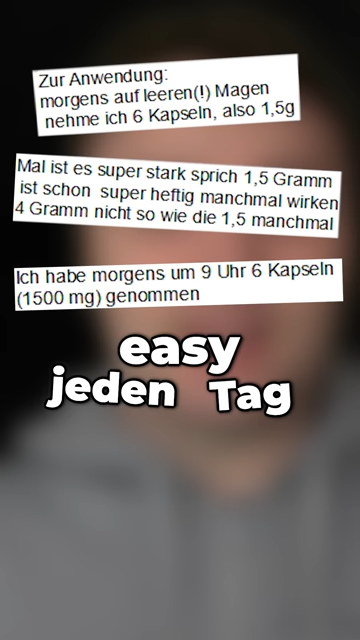 Zur Anwendung:
morgens auf leeren(!) Magen
nehme ich 6 Kapseln, also 1,5g
Mal ist es super stark sprich 1,5 Gramm
ist schon super heftig manchmal wirken
4 Gramm nicht so wie die 1,5 manchmal
Ich habe morgens um 9 Uhr 6 Kapseln
(1500 mg) genommen
easy
jeden Tag